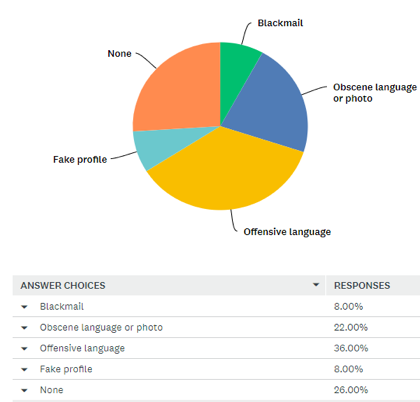 Blackmail
None
Obscene language
or photo
Fake profile
Offensive language
ANSWER CHOICES RESPONSES
Blackmail 8.00%
Obscene language or photo 22.00%
Offensive language 36.00%
Fake profile 8.00%
None 26.00%